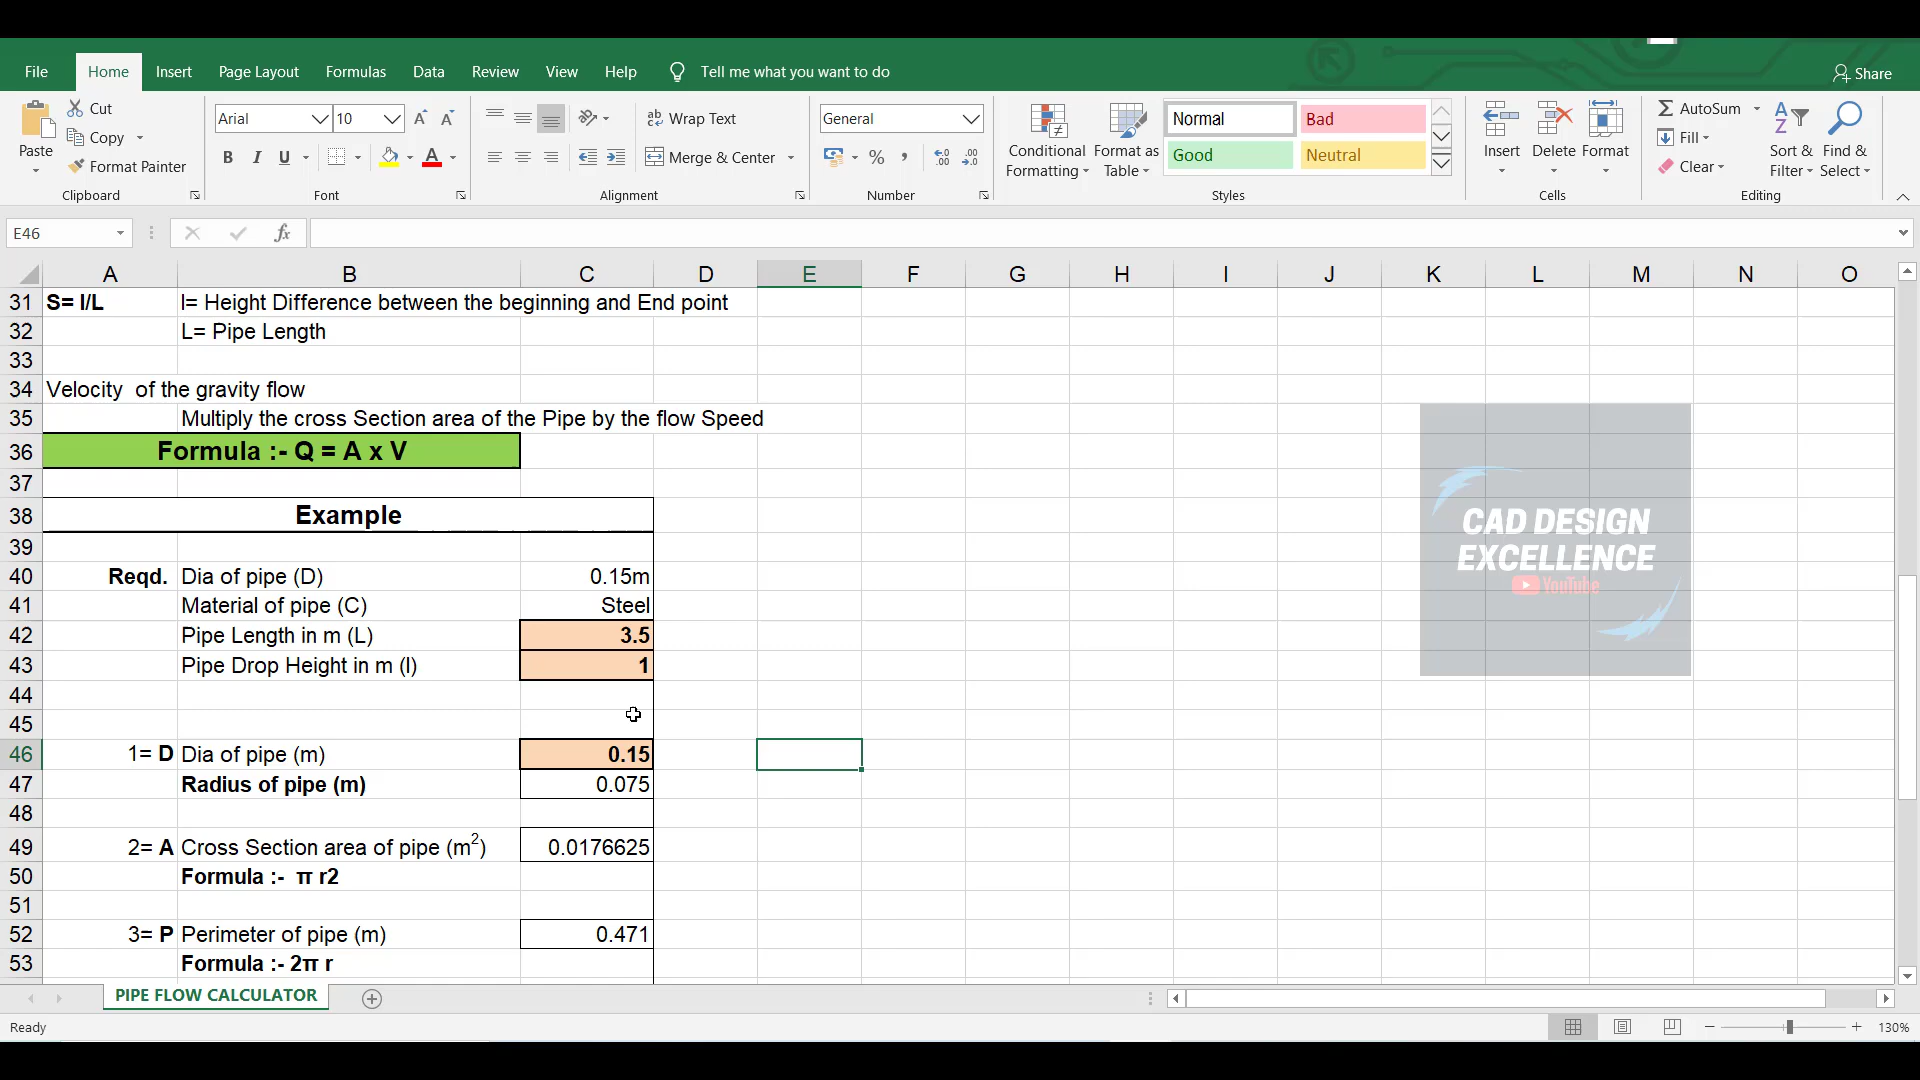 File Home Insert Page Layout Formulas Data Review View Help Tell me what you want to do Share
Paste Cut Copy Format Painter Clipboard
Arial 10 A A B I U A Font
ab Wrap Text Merge & Center Alignment
General % , .00 .0 Number
Conditional Formatting Format as Table Normal Bad Good Neutral Styles
Insert Delete Format Cells
AutoSum Fill Clear Sort & Filter Find & Select Editing
E46 fx
A B C D E F G H I J K L M N O
31 S= I/L I= Height Difference between the beginning and End point
32 L= Pipe Length
33
34 Velocity of the gravity flow
35 Multiply the cross Section area of the Pipe by the flow Speed
36 Formula :- Q = A x V
37
38 Example
39
40 Reqd. Dia of pipe (D) 0.15m
41 Material of pipe (C) Steel
42 Pipe Length in m (L) 3.5
43 Pipe Drop Height in m (I) 1
44
45
46 1= D Dia of pipe (m) 0.15
47 Radius of pipe (m) 0.075
48
49 2= A Cross Section area of pipe (m2) 0.0176625
50 Formula :- π r2
51
52 3= P Perimeter of pipe (m) 0.471
53 Formula :- 2π r
CAD DESIGN
EXCELLENCE
YouTube
PIPE FLOW CALCULATOR
Ready 130%